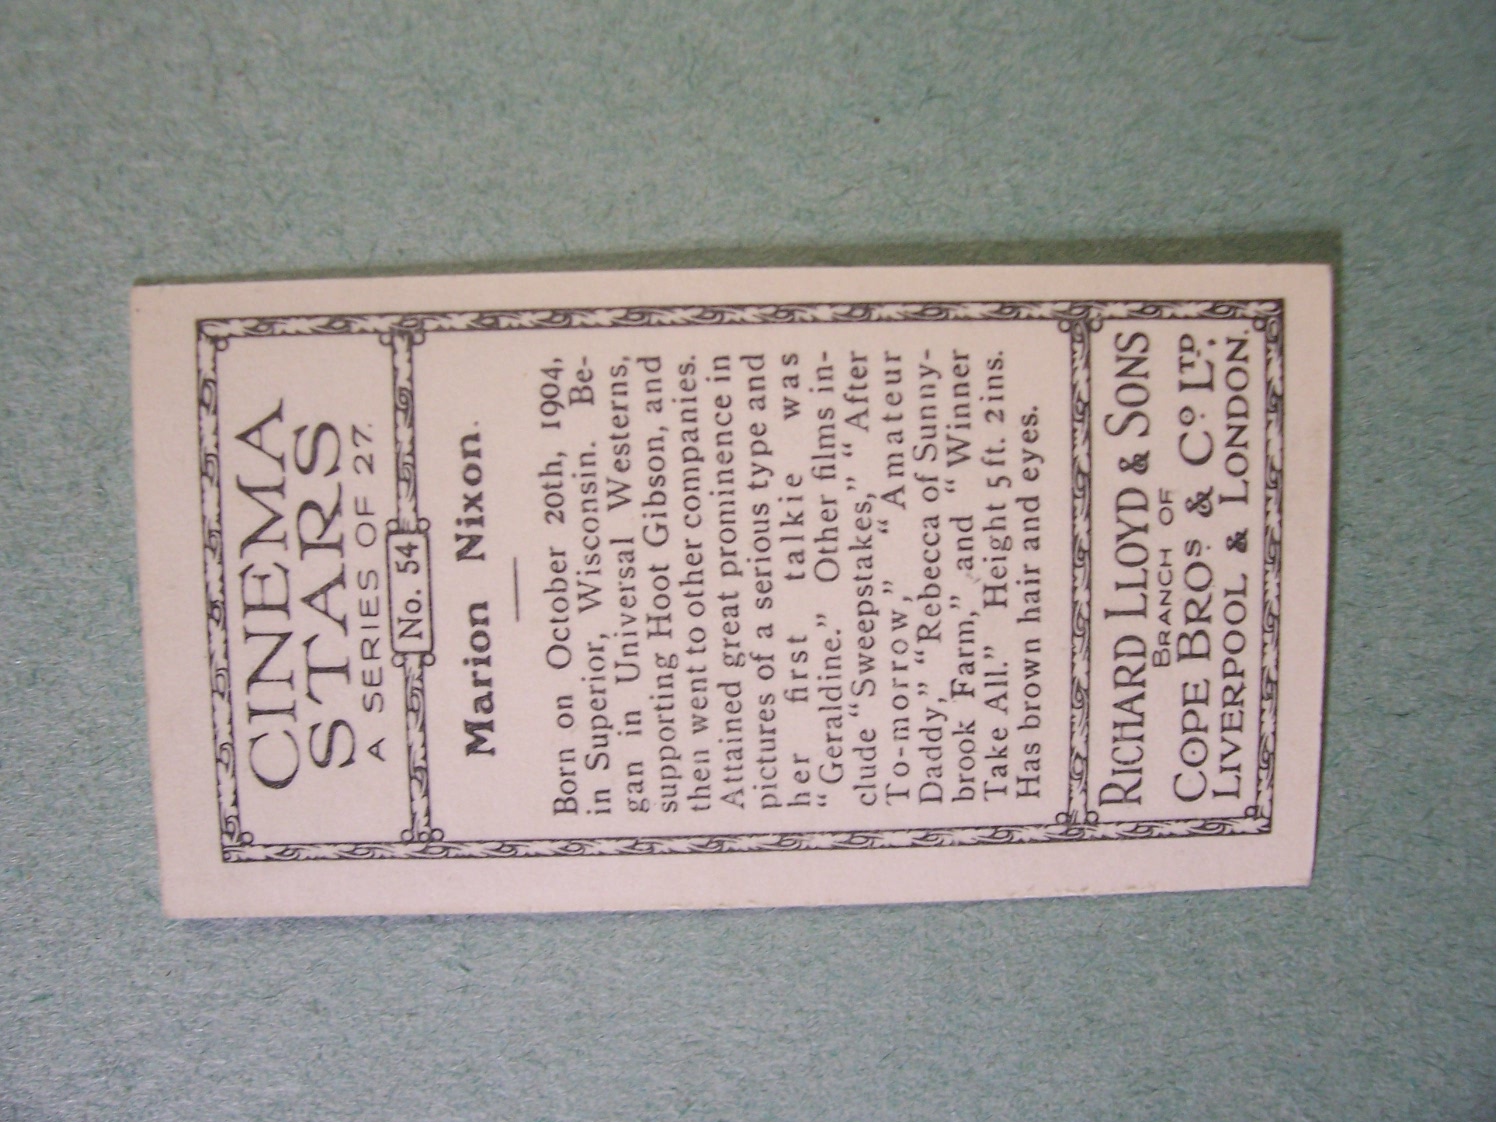 CINEMA
STARS
A SERIES OF 27.
No. 54
Marion Nixon.
Born on October 20th, 1904,
in Superior, Wisconsin. Be-
gan in Universal Westerns,
supporting Hoot Gibson, and
then went to other companies.
Attained great prominence in
pictures of a serious type and
her first talkie was
“Geraldine.” Other films in-
clude “Sweepstakes,” “After
To-morrow,” “Amateur
Daddy,” “Rebecca of Sunny-
brook Farm,” and “Winner
Take All.” Height 5 ft. 2 ins.
Has brown hair and eyes.
RICHARD LLOYD & SONS
BRANCH OF
COPE BROS. & CO. LTD.,
LIVERPOOL & LONDON.